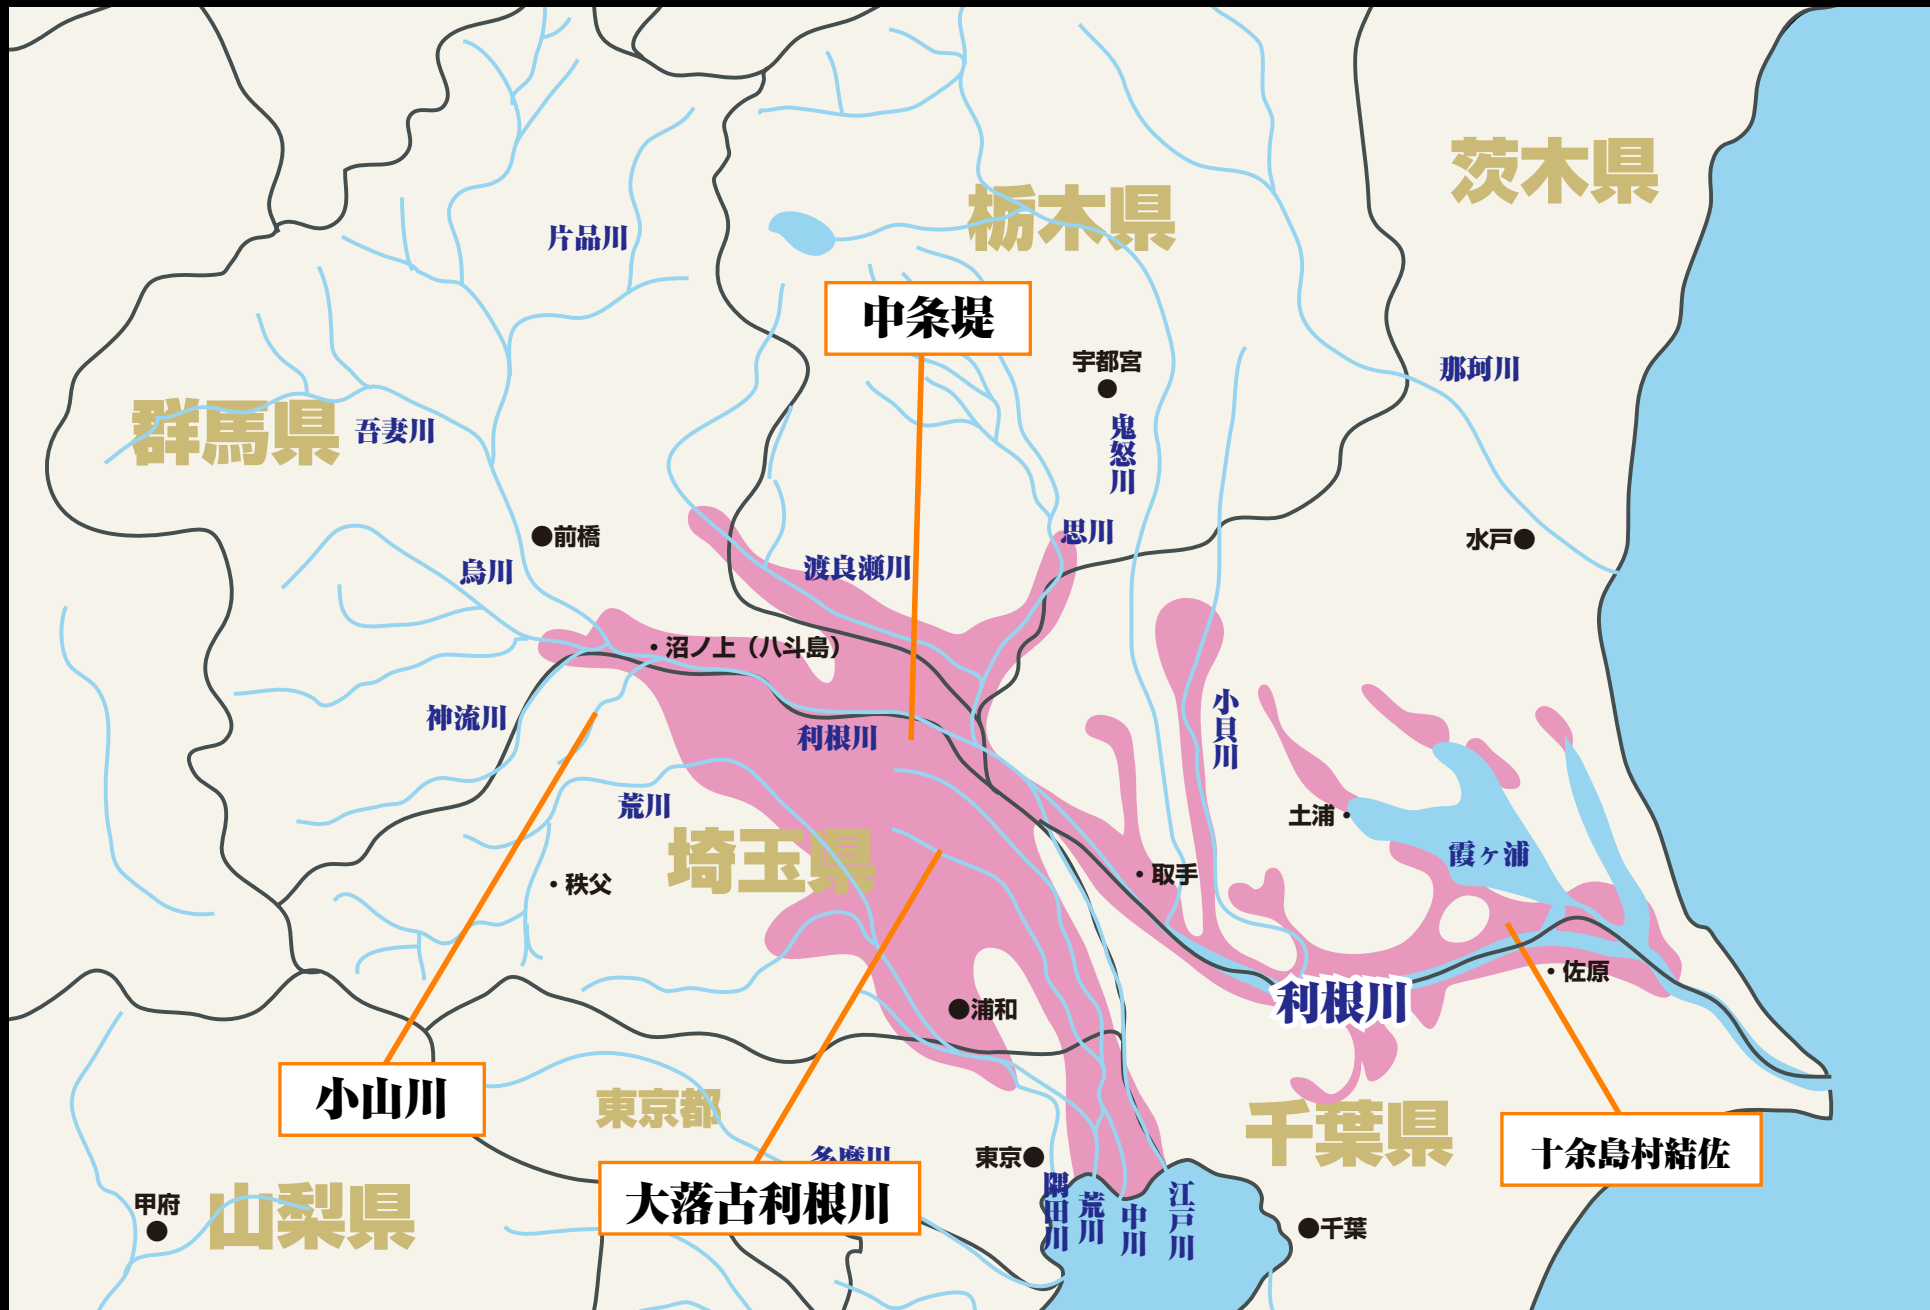 茨木県
栃木県
片品川
中条堤
宇都宮
那珂川
群馬県
吾妻川
鬼怒川
前橋
思川
水戸
烏川
渡良瀬川
・沼ノ上（八斗島）
神流川
利根川
小貝川
荒川
土浦・
埼玉県
霞ヶ浦
・秩父
・取手
・佐原
浦和
利根川
小山川
東京都
千葉県
十余島村結佐
多摩川
東京
大落古利根川
隅田川
荒川
中川
江戸川
甲府
山梨県
千葉